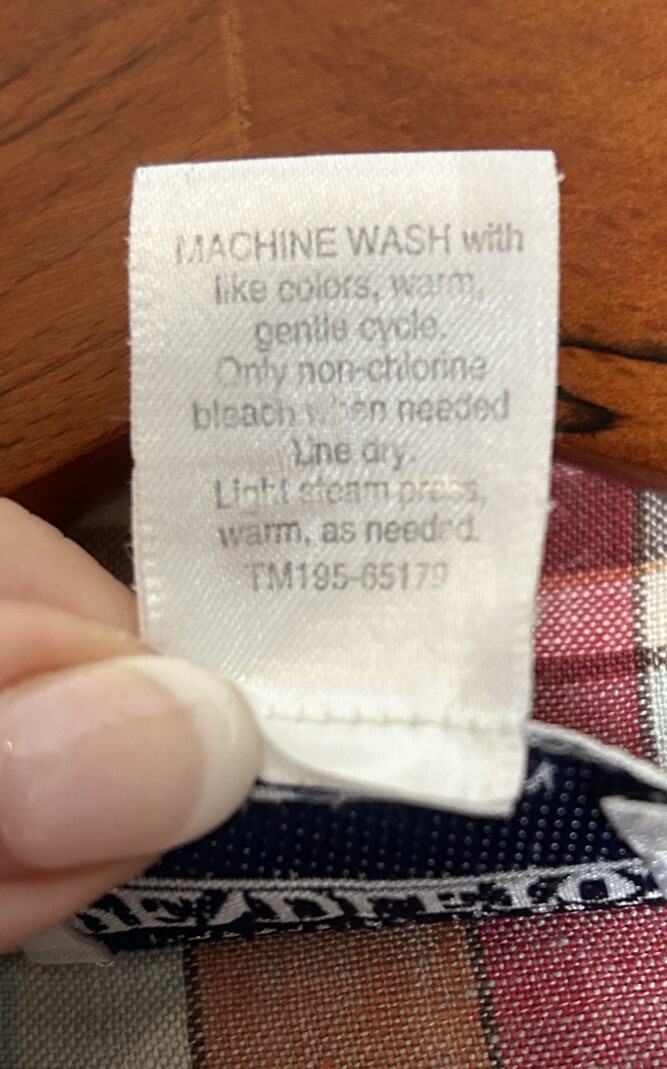 MACHINE WASH with
like colors, warm,
gentle cycle.
Only non-chlorine
bleach when needed
Line dry.
Light steam press,
warm, as needed.
TM195-65179